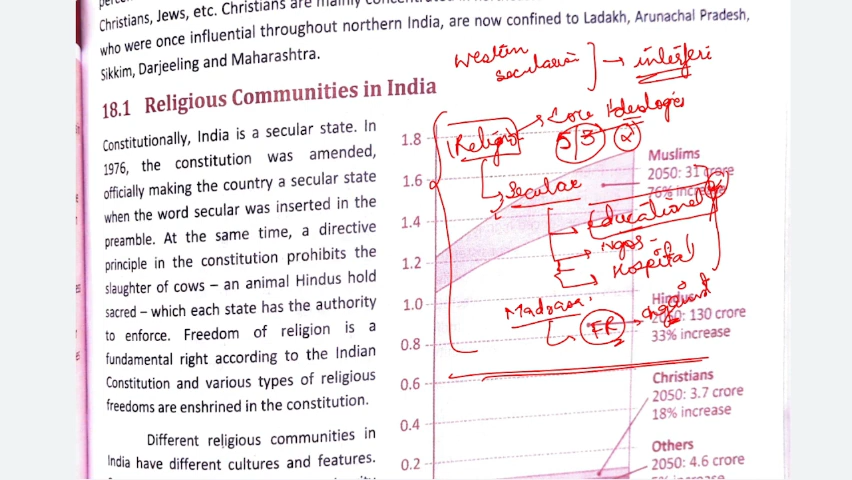 Christians, Jews, etc. Christians are mainly concentrated in
who were once influential throughout northern India, are now confined to Ladakh, Arunachal Pradesh,
Sikkim, Darjeeling and Maharashtra.
18.1 Religious Communities in India
Constitutionally, India is a secular state. In
1976, the constitution was amended,
officially making the country a secular state
when the word secular was inserted in the
preamble. At the same time, a directive
principle in the constitution prohibits the
slaughter of cows – an animal Hindus hold
sacred – which each state has the authority
to enforce. Freedom of religion is a
fundamental right according to the Indian
Constitution and various types of religious
freedoms are enshrined in the constitution.
Different religious communities in
India have different cultures and features.
Western
secularism
interferi
Core Ideologies
Religion
5 3 2
Secular
Educational
Ngos
Hospital
Madrasa
FR
against
1.8
1.6
1.4
1.2
1.0
0.8
0.6
0.4
0.2
Muslims
2050: 31 crore
76% increase
Hindus
2050: 130 crore
33% increase
Christians
2050: 3.7 crore
18% increase
Others
2050: 4.6 crore